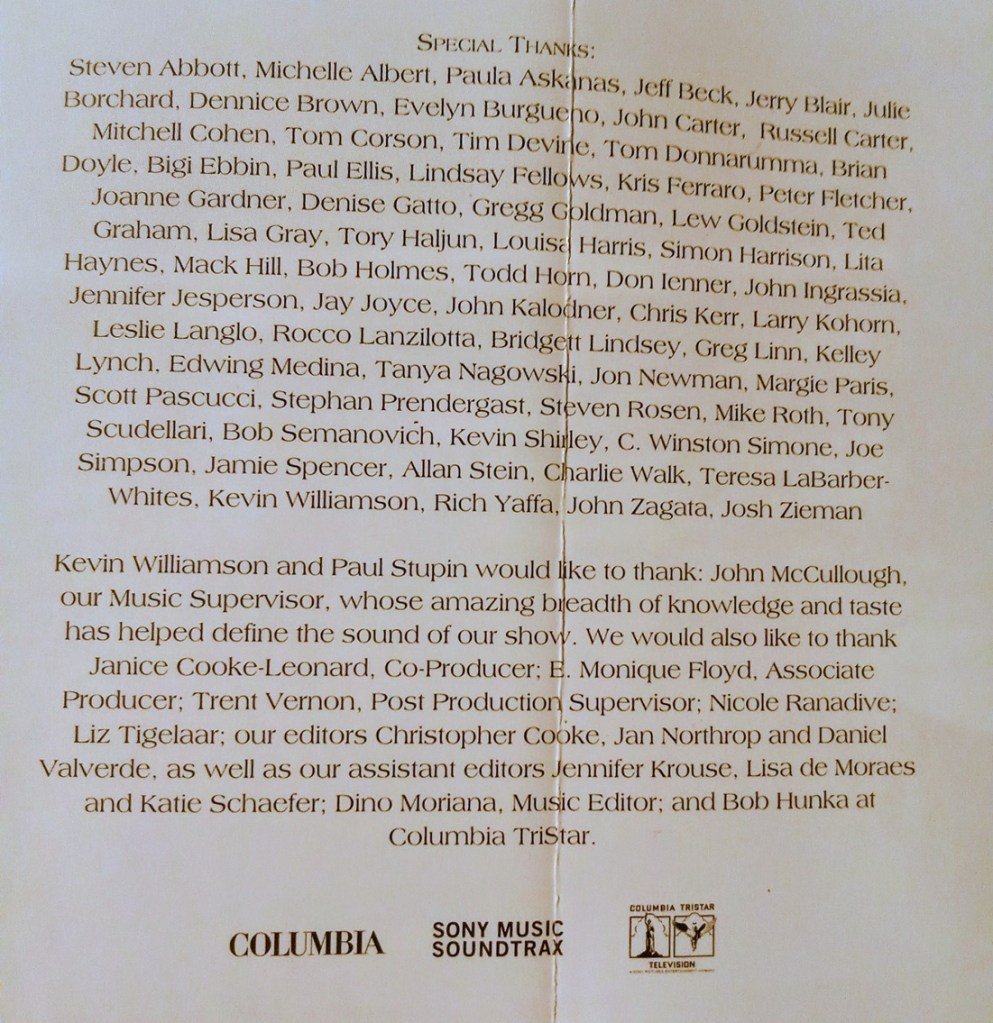 SPECIAL THANKS:
Steven Abbott, Michelle Albert, Paula Askanas, Jeff Beck, Jerry Blair, Julie
Borchard, Dennice Brown, Evelyn Burgueno, John Carter, Russell Carter,
Mitchell Cohen, Tom Corson, Tim Devine, Tom Donnarumma, Brian
Doyle, Bigi Ebbin, Paul Ellis, Lindsay Fellows, Kris Ferraro, Peter Fletcher,
Joanne Gardner, Denise Gatto, Gregg Goldman, Lew Goldstein, Ted
Graham, Lisa Gray, Tory Haljun, Louisa Harris, Simon Harrison, Lita
Haynes, Mack Hill, Bob Holmes, Todd Horn, Don Ienner, John Ingrassia,
Jennifer Jesperson, Jay Joyce, John Kalodner, Chris Kerr, Larry Kohorn,
Leslie Langlo, Rocco Lanzilotta, Bridgett Lindsey, Greg Linn, Kelley
Lynch, Edwing Medina, Tanya Nagowski, Jon Newman, Margie Paris,
Scott Pascucci, Stephan Prendergast, Steven Rosen, Mike Roth, Tony
Scudellari, Bob Semanovich, Kevin Shirley, C. Winston Simone, Joe
Simpson, Jamie Spencer, Allan Stein, Charlie Walk, Teresa LaBarber-
Whites, Kevin Williamson, Rich Yaffa, John Zagata, Josh Zieman
Kevin Williamson and Paul Stupin would like to thank: John McCullough,
our Music Supervisor, whose amazing breadth of knowledge and taste
has helped define the sound of our show. We would also like to thank
Janice Cooke-Leonard, Co-Producer; E. Monique Floyd, Associate
Producer; Trent Vernon, Post Production Supervisor; Nicole Ranadive;
Liz Tigelaar; our editors Christopher Cooke, Jan Northrop and Daniel
Valverde, as well as our assistant editors Jennifer Krouse, Lisa de Moraes
and Katie Schaefer; Dino Moriana, Music Editor; and Bob Hunka at
Columbia TriStar.
COLUMBIA
SONY MUSIC
SOUNDTRAX
COLUMBIA TRISTAR
TELEVISION